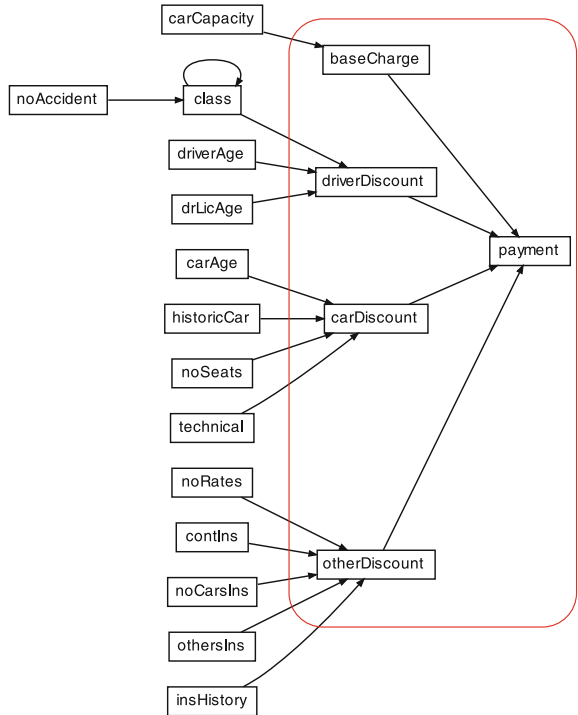 carCapacity
baseCharge
noAccident
class
driverAge
driverDiscount
drLicAge
payment
carAge
historicCar
carDiscount
noSeats
technical
noRates
contIns
otherDiscount
noCarsIns
othersIns
insHistory